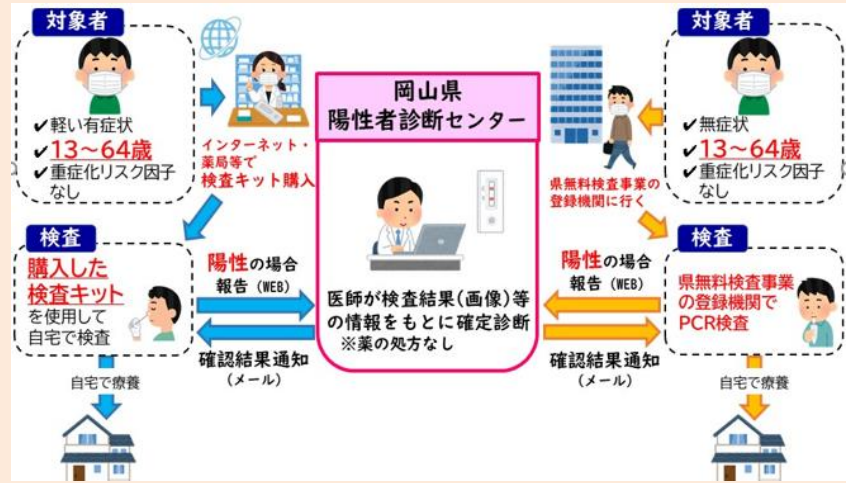 対象者
✓軽い有症状
✓13〜64歳
✓重症化リスク因子
なし
インターネット・
薬局等で
検査キット購入
検査
購入した
検査キット
を使用して
自宅で検査
自宅で療養
陽性の場合
報告(WEB)
確認結果通知
(メール)
岡山県
陽性者診断センター
医師が検査結果(画像)等
の情報をもとに確定診断
※薬の処方なし
対象者
✓無症状
✓13〜64歳
✓重症化リスク因子
なし
県無料検査事業の
登録機関に行く
陽性の場合
報告(WEB)
確認結果通知
(メール)
検査
県無料検査事業
の登録機関で
PCR検査
自宅で療養